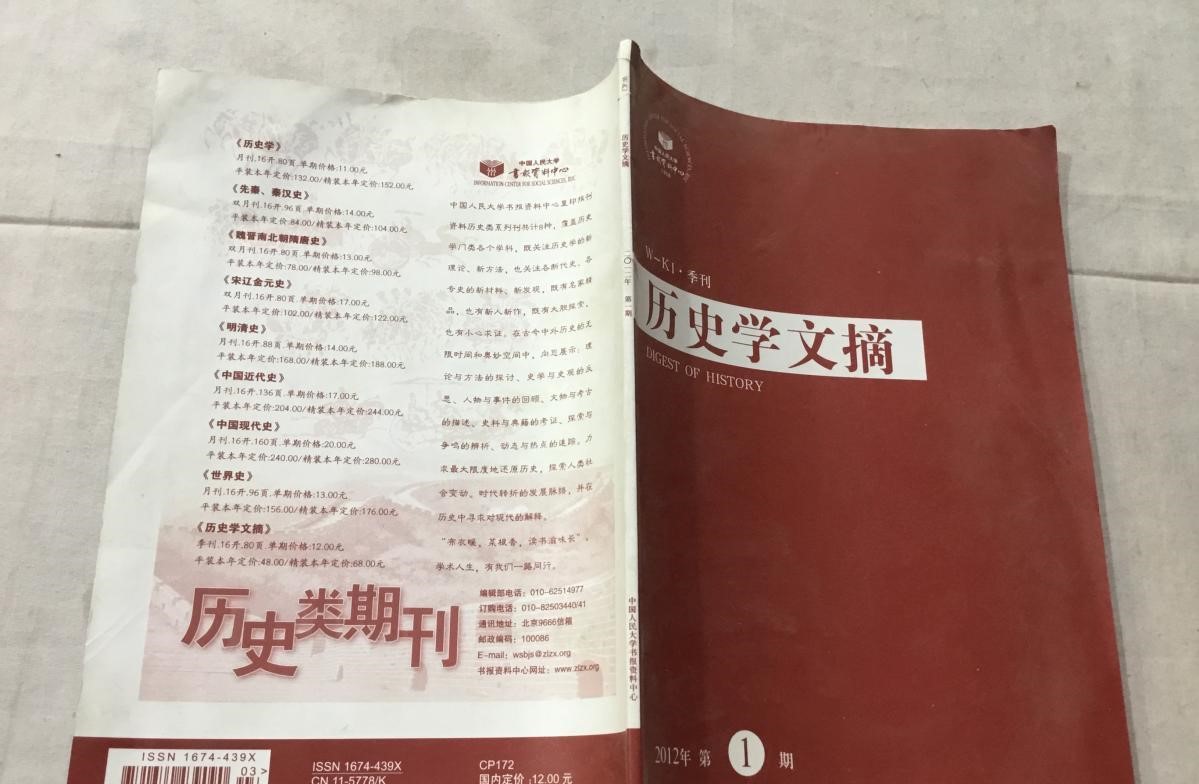 《历史学》
月刊.16开.80页.单期价格:11.00元
平装本年定价:132.00/精装本年定价:152.00元
《先秦、秦汉史》
双月刊.16开.96页.单期价格:14.00元
平装本年定价:84.00/精装本年定价:104.00元
《魏晋南北朝隋唐史》
双月刊.16开.80页.单期价格:13.00元
平装本年定价:78.00/精装本年定价:98.00元
《宋辽金元史》
双月刊.16开.80页.单期价格:17.00元
平装本年定价:102.00/精装本年定价:122.00元
《明清史》
月刊.16开.88页.单期价格:14.00元
平装本年定价:168.00/精装本年定价:188.00元
《中国近代史》
月刊.16开.136页.单期价格:17.00元
平装本年定价:204.00/精装本年定价:244.00元
《中国现代史》
月刊.16开.160页.单期价格:20.00元
平装本年定价:240.00/精装本年定价:280.00元
《世界史》
月刊.16开.96页.单期价格:13.00元
平装本年定价:156.00/精装本年定价:176.00元
《历史学文摘》
季刊.16开.80页.单期价格:12.00元
平装本年定价:48.00/精装本年定价:68.00元
中国人民大学
书报资料中心
INFORMATION CENTER FOR SOCIAL SCIENCES, RUC
中国人民大学书报资料中心复印报刊
资料历史类系列刊共计8种，覆盖历史
学门类各个学科，既关注历史学的新
理论、新方法，也关注各断代史、各
专史的新材料、新发现，既有名家精
品，也有新人新作，既有大胆探索，
也有小心求证。在古今中外历史的无
限时间和奥妙空间中，向您展示：理
论与方法的探讨、史学与史观的反
思、人物与事件的回顾、文物与考古
的描述、史料与典籍的考证、探索与
争鸣的辨析、动态与热点的追踪。力
求最大限度地还原历史，探索人类社
会变动、时代转折的发展脉络，并在
历史中寻求对现代的解释。
“布衣暖，菜根香，读书滋味长”。
学术人生，有我们一路同行。
历史类期刊
编辑部电话：010-62514977
订购电话：010-82503440/41
通讯地址：北京9666信箱
邮政编码：100086
E-mail：wsbjs@zlzx.org
书报资料中心网址：www.zlzx.org
ISSN 1674-439X
03>
ISSN 1674-439X
CN 11-5778/K
CP172
国内定价:12.00元
历史学文摘
二〇一二年 第一期
中国人民大学书报资料中心
中国人民大学
书报资料中心
1958
W-K1·季刊
历史学文摘
DIGEST OF HISTORY
2012年 第 1 期